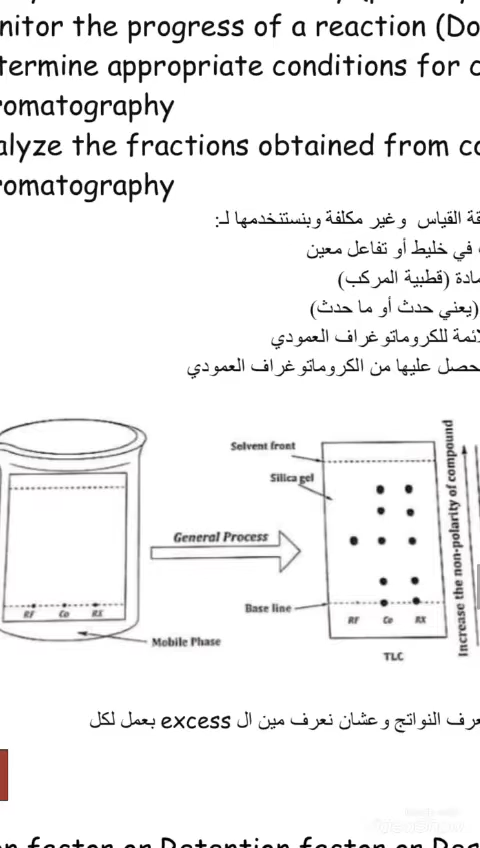 nitor the progress of a reaction (Do
termine appropriate conditions for c
romatography
alyze the fractions obtained from co
romatography
قة القياس وغير مكلفة وبنستخدمها لـ:
في خليط أو تفاعل معين
مادة (قطبية المركب)
(يعني حدث أو ما حدث)
ئمة للكروماتوغراف العمودي
حصل عليها من الكروماتوغراف العمودي
Solvent front
Silica gel
General Process
Base line
RF Co RX
RF Co RX
Mobile Phase
TLC
Increase the non-polarity of compound
عرف النواتج وعشان نعرف مين ال excess بعمل لكل
on factor or Retention factor or Res